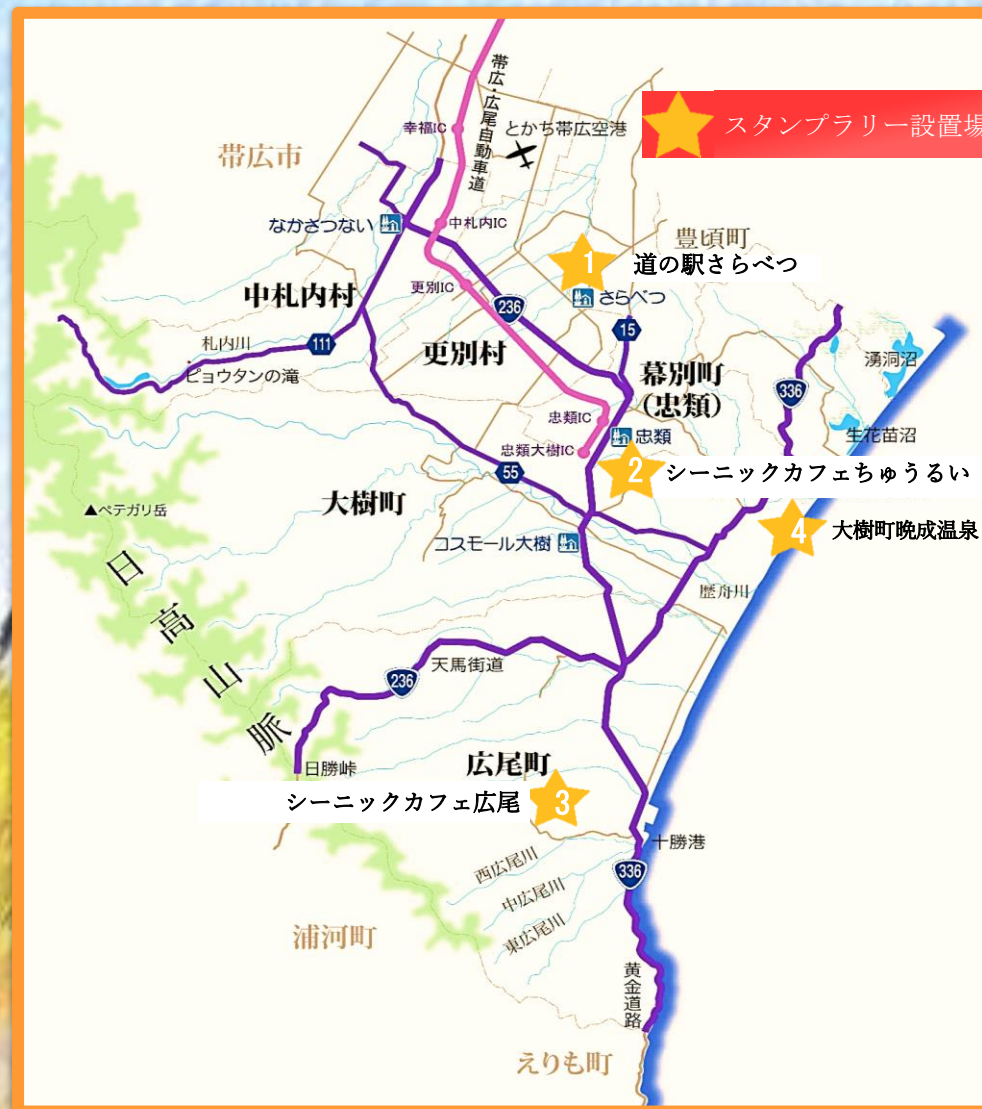 帯広・広尾自動車道
幸福IC
とかち帯広空港
スタンプラリー設置場
帯広市
なかさつない
中札内IC
豊頃町
1
道の駅さらべつ
中札内村
更別IC
さらべつ
236
15
札内川
111
更別村
幕別町
(忠類)
湧洞沼
ピョウタンの滝
336
忠類IC
忠類
生花苗沼
忠類大樹IC
2
シーニックカフェちゅうるい
55
大樹町
▲ペテガリ岳
4
大樹町晩成温泉
コスモール大樹
日高山脈
歴舟川
天馬街道
236
日勝峠
広尾町
シーニックカフェ広尾
3
十勝港
西広尾川
336
中広尾川
東広尾川
浦河町
黄金道路
えりも町